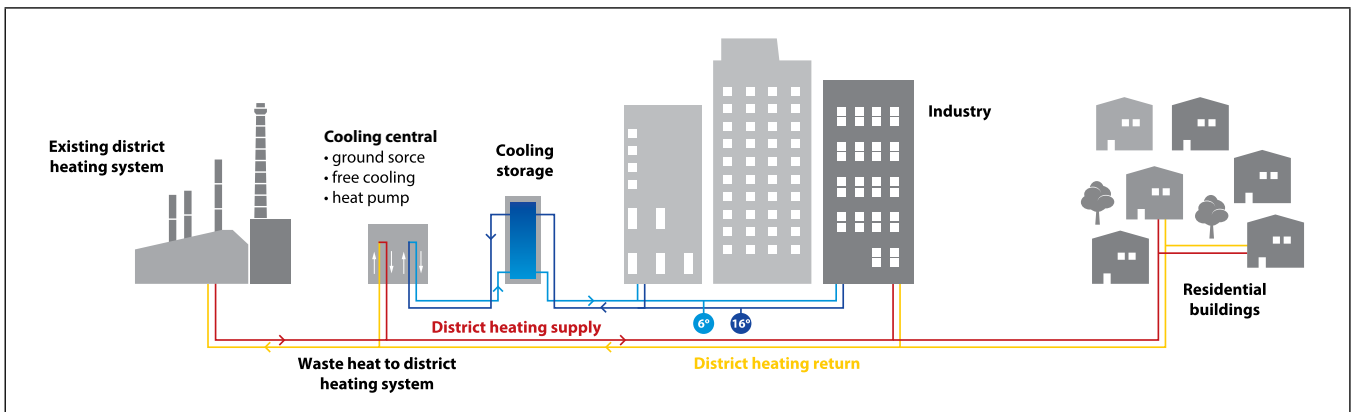 Existing district
heating system
Cooling central
• ground sorce
• free cooling
• heat pump
Cooling
storage
Industry
Residential
buildings
6°
16°
District heating supply
Waste heat to district
heating system
District heating return